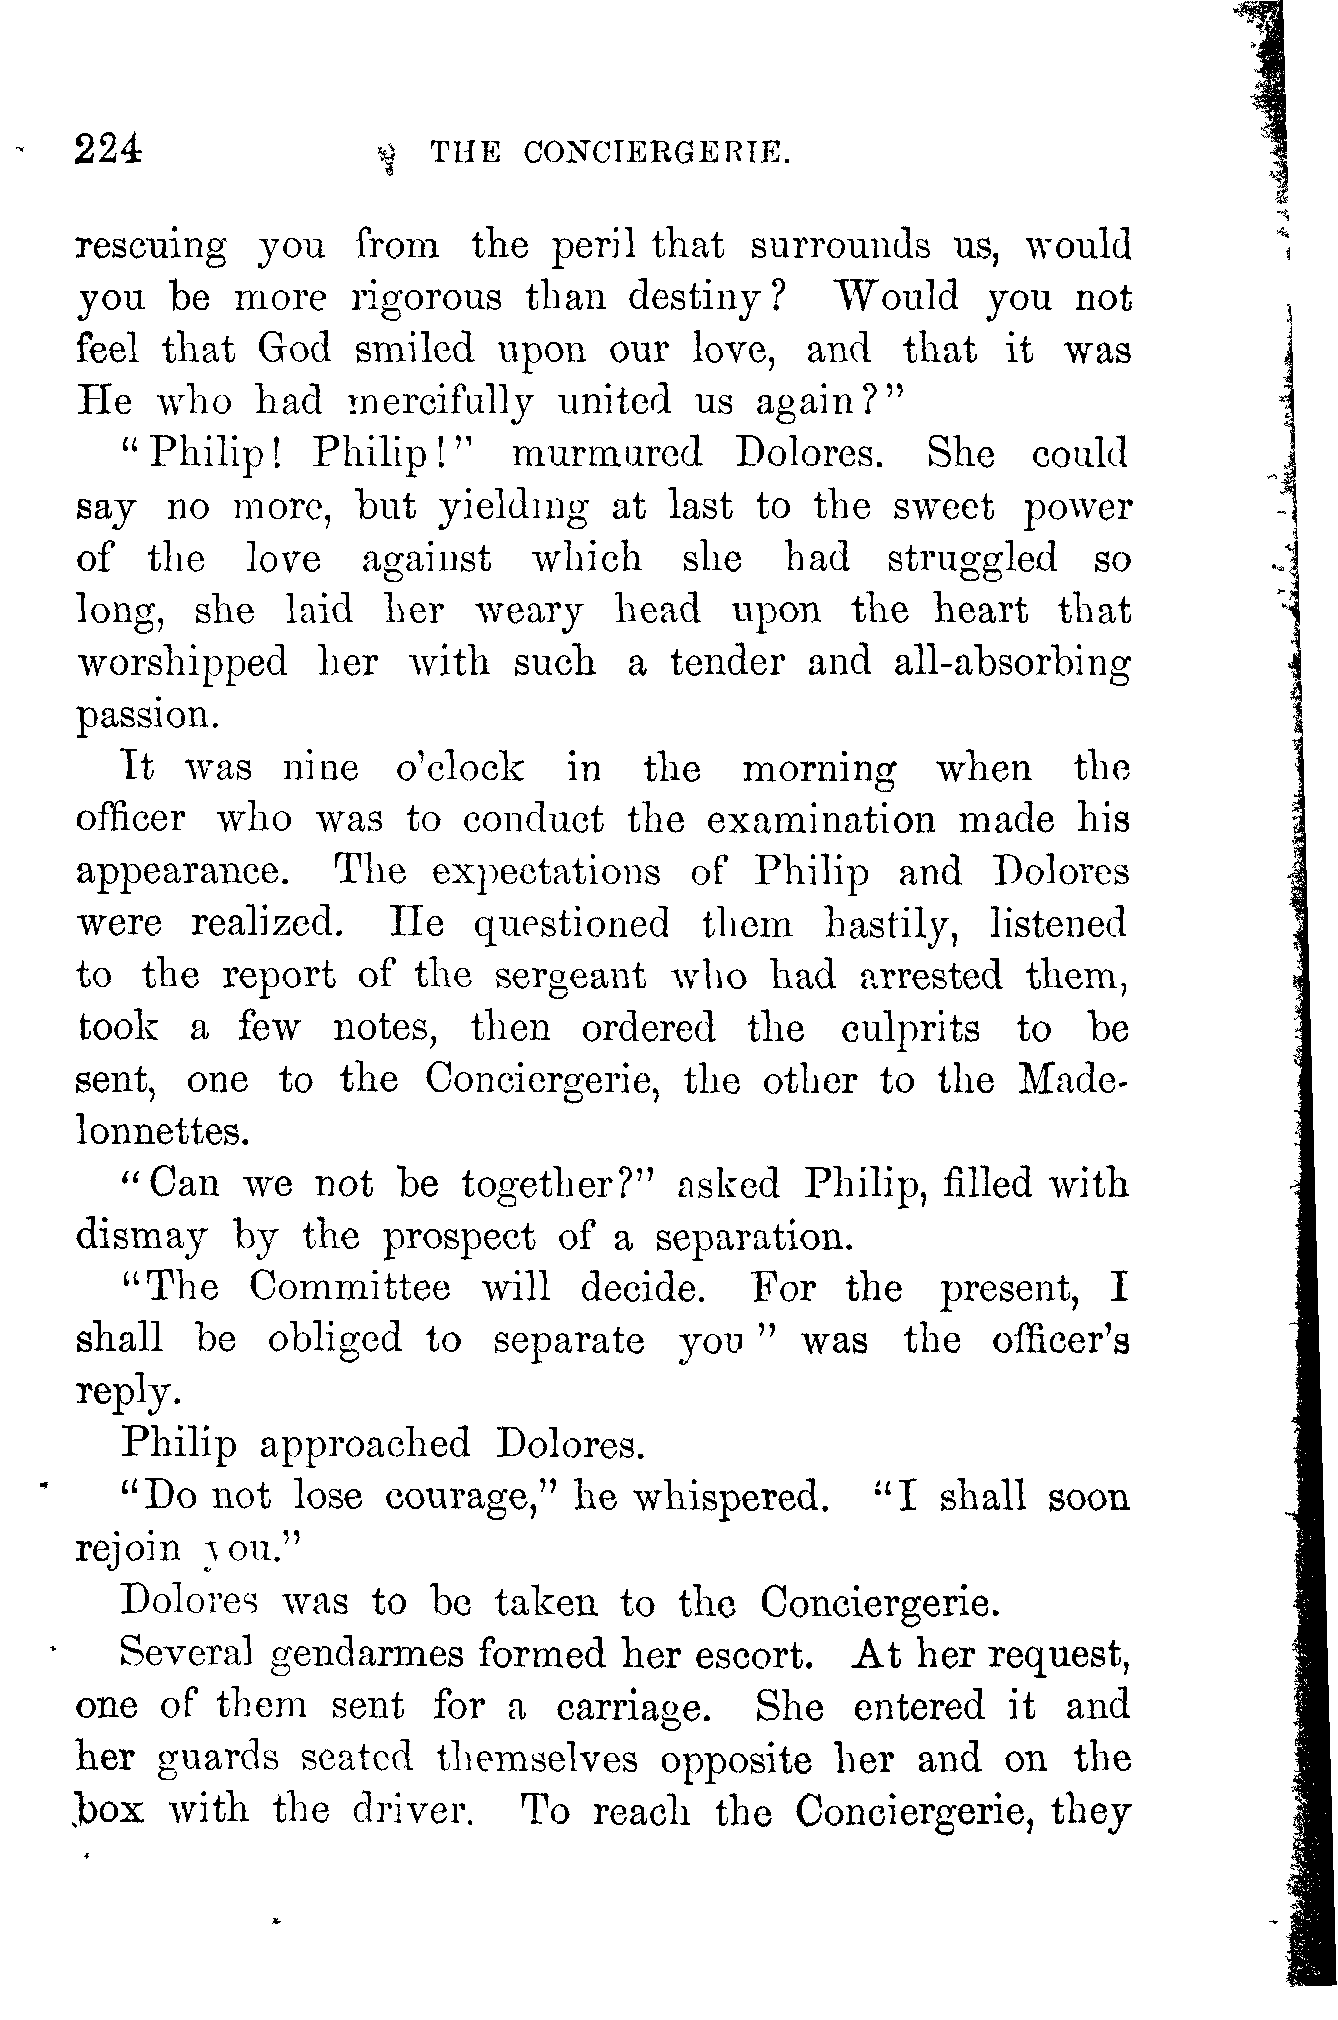 224 THE CONCIERGERIE.
rescuing you from the peril that surrounds us, would
you be more rigorous than destiny? Would you not
feel that God smiled upon our love, and that it was
He who had mercifully united us again?"
"Philip! Philip!" murmured Dolores. She could
say no more, but yielding at last to the sweet power
of the love against which she had struggled so
long, she laid her weary head upon the heart that
worshipped her with such a tender and all-absorbing
passion.
It was nine o'clock in the morning when the
officer who was to conduct the examination made his
appearance. The expectations of Philip and Dolores
were realized. He questioned them hastily, listened
to the report of the sergeant who had arrested them,
took a few notes, then ordered the culprits to be
sent, one to the Conciergerie, the other to the Made-
lonnettes.
"Can we not be together?" asked Philip, filled with
dismay by the prospect of a separation.
"The Committee will decide. For the present, I
shall be obliged to separate you" was the officer's
reply.
Philip approached Dolores.
"Do not lose courage," he whispered. "I shall soon
rejoin you."
Dolores was to be taken to the Conciergerie.
Several gendarmes formed her escort. At her request,
one of them sent for a carriage. She entered it and
her guards seated themselves opposite her and on the
box with the driver. To reach the Conciergerie, they